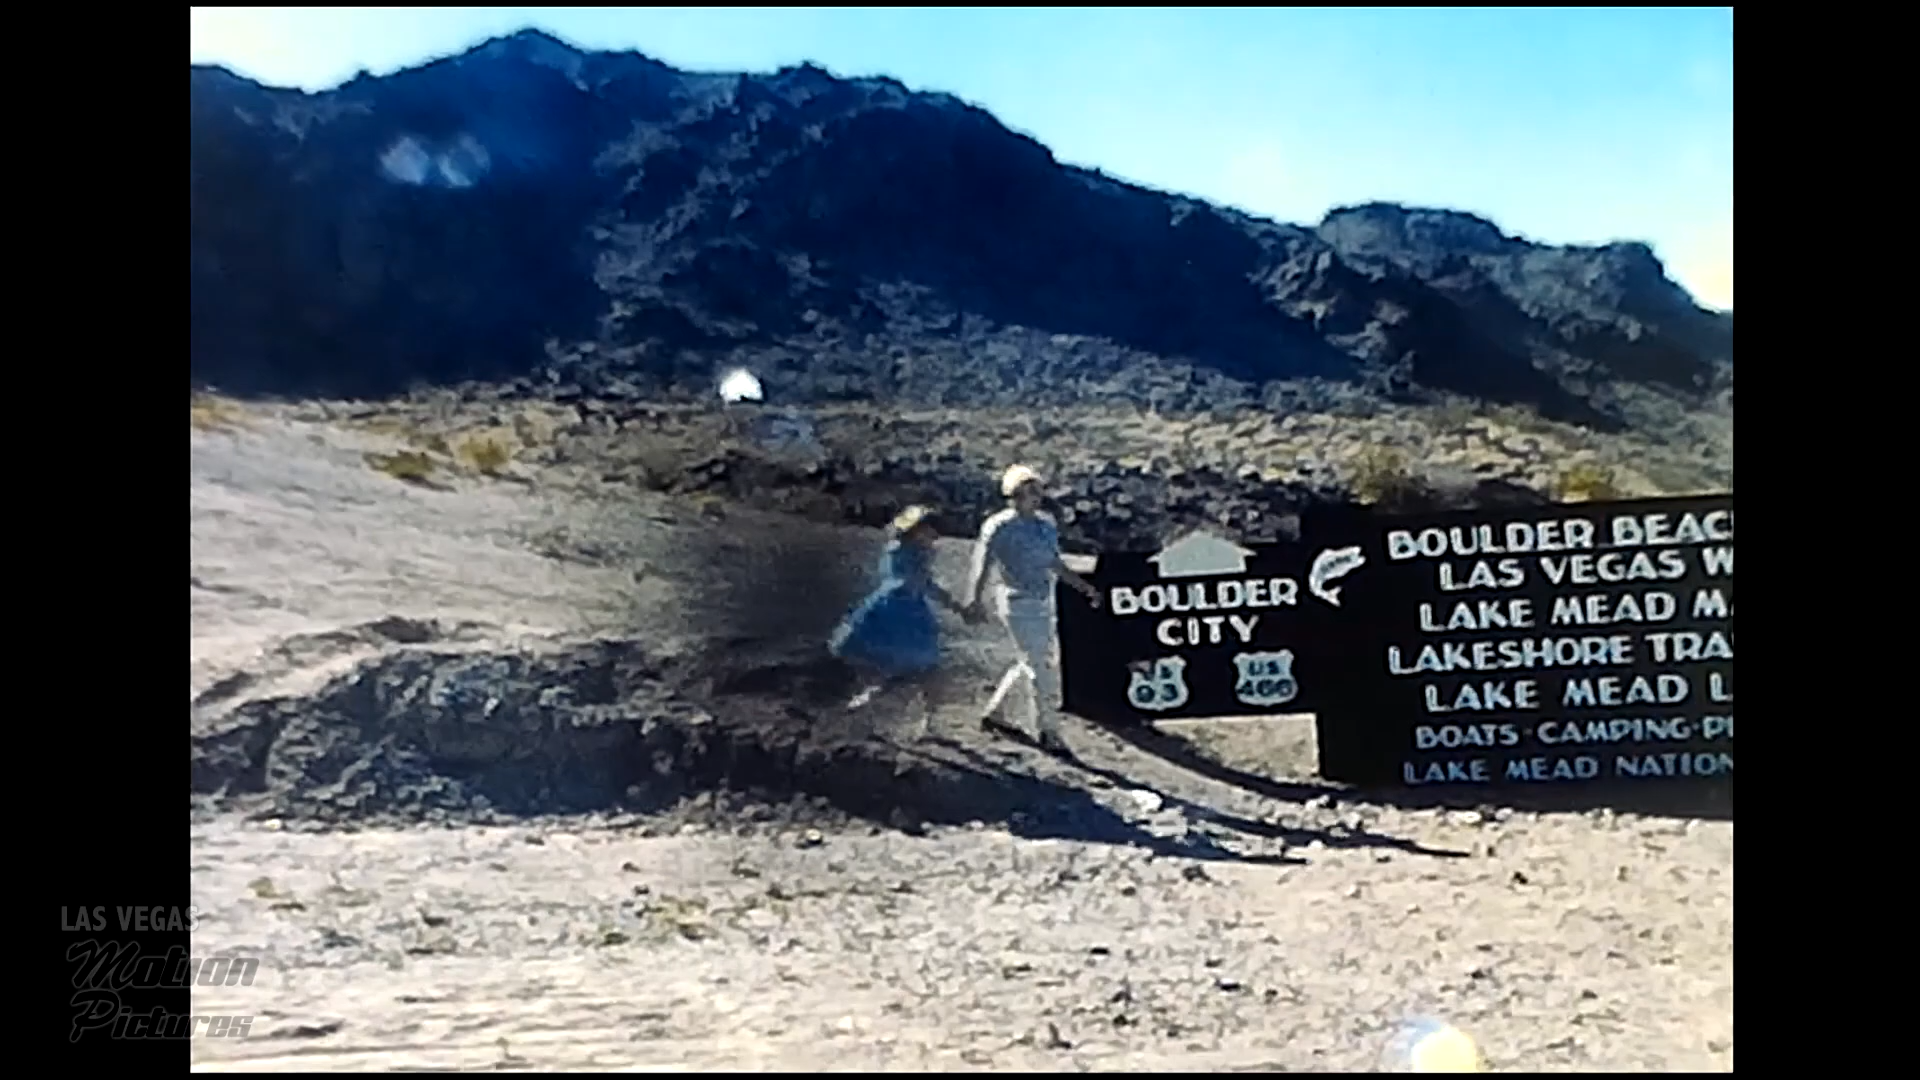 BOULDER
CITY
US
93
US
466
BOULDER BEAC
LAS VEGAS W
LAKE MEAD M
LAKESHORE TRA
LAKE MEAD L
BOATS-CAMPING-PI
LAKE MEAD NATION
LAS VEGAS
Motion
Pictures